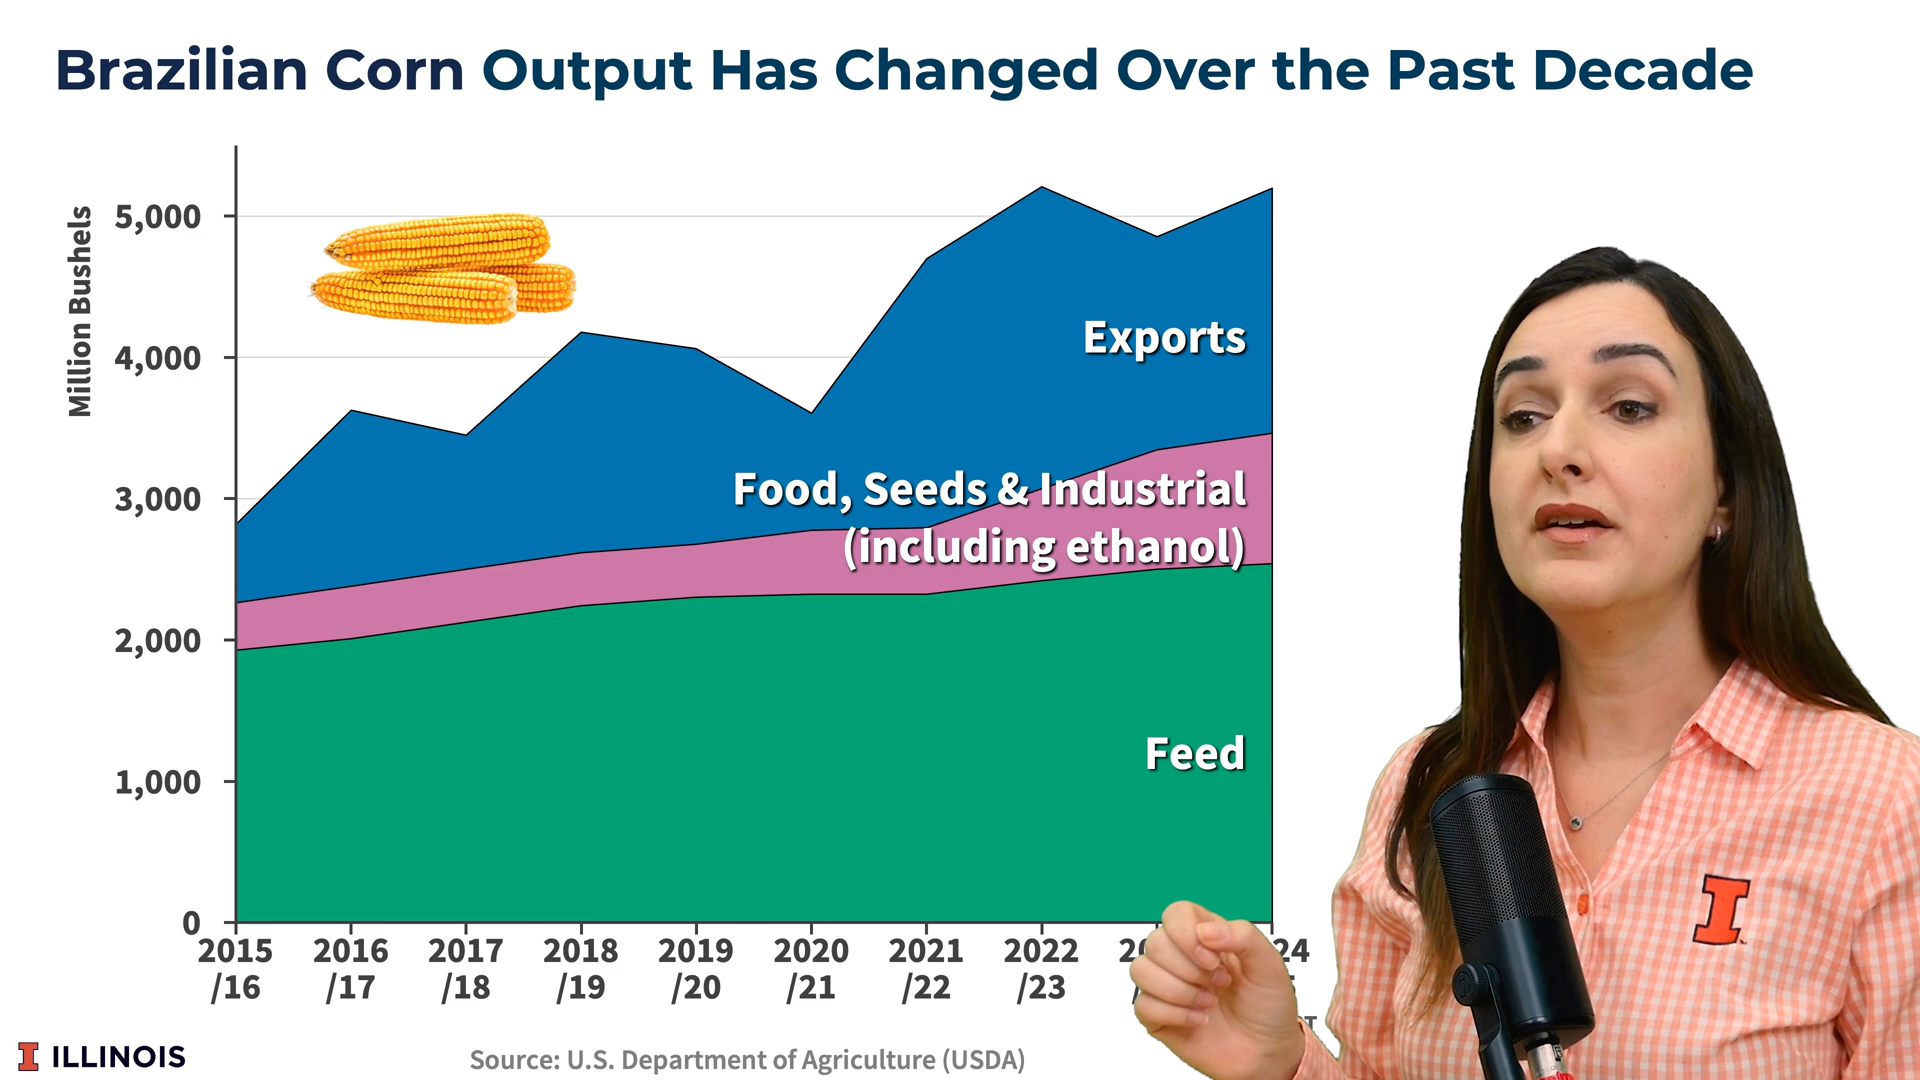 Brazilian Corn Output Has Changed Over the Past Decade
Million Bushels
5,000
4,000
3,000
2,000
1,000
0
Exports
Food, Seeds & Industrial
(including ethanol)
Feed
2015 2016 2017 2018 2019 2020 2021 2022
/16 /17 /18 /19 /20 /21 /22 /23
ILLINOIS
Source: U.S. Department of Agriculture (USDA)